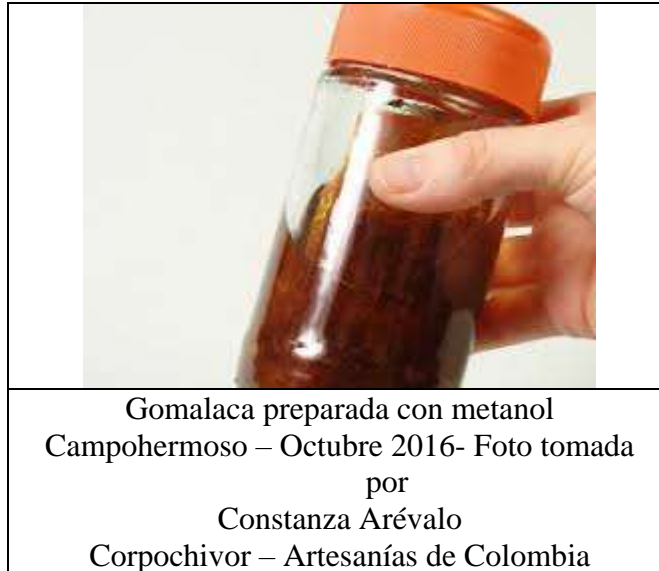 Gomalaca preparada con metanol
Campohermoso – Octubre 2016- Foto tomada
por
Constanza Arévalo
Corpochivor – Artesanías de Colombia